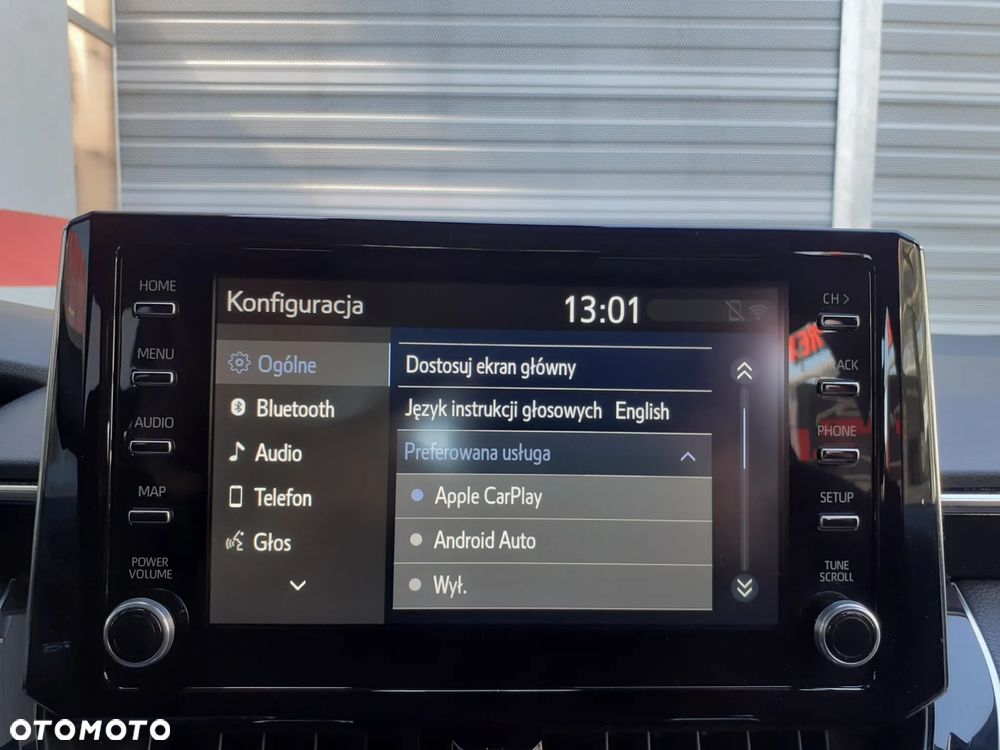 HOME
MENU
AUDIO
MAP
POWER
VOLUME
Konfiguracja 13:01
Ogólne
Bluetooth
Audio
Telefon
Głos
Dostosuj ekran główny
Język instrukcji głosowych English
Preferowana usługa
Apple CarPlay
Android Auto
Wył.
CH >
TRACK
PHONE
SETUP
TUNE
SCROLL
OTOMOTO